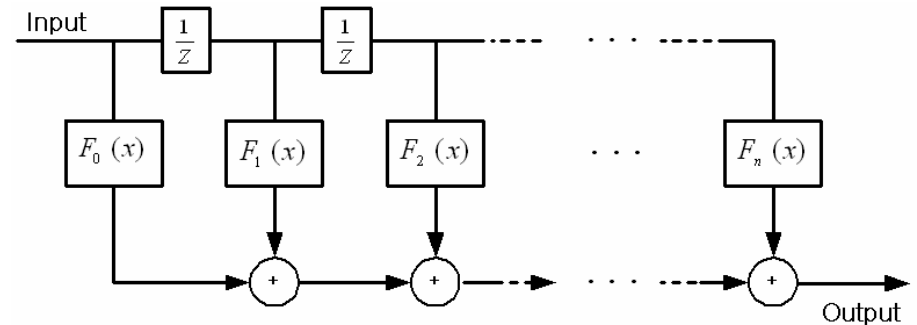 Input
1
Z
1
Z
· · ·
F₀ (x)
F₁ (x)
F₂ (x)
· · ·
Fₙ (x)
+
+
· · ·
+
Output